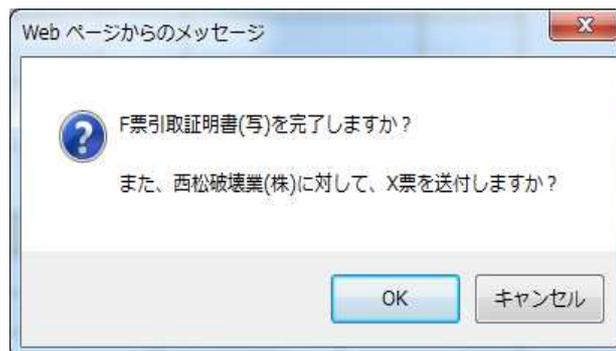 Web ページからのメッセージ
F票引取証明書(写)を完了しますか？
また、西松破壊業(株)に対して、X票を送付しますか？
OK
キャンセル